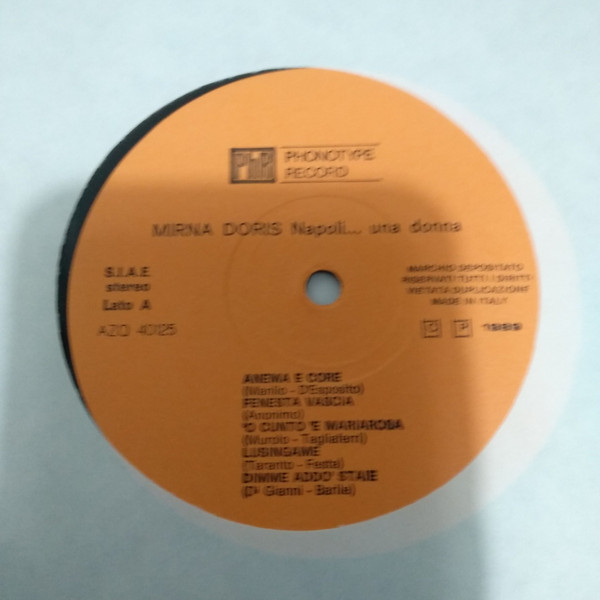 PhR PHONOTYPE
RECORD
MIRNA DORIS Napoli... una donna
S.I.A.E.
stereo
Lato A
AZQ 40125
MARCHIO DEPOSITATO
RISERVATI TUTTI I DIRITTI
VIETATA DUPLICAZIONE
MADE IN ITALY
C P 1989
ANEMA E CORE
(Manlio - D'Esposito)
FENESTA VASCIA
(Anonimo)
'O CUNTO 'E MARIAROSA
(Murolo - Tagliaferri)
LUSINGAME
(Taranto - Festa)
DIMME ADDO' STAIE
(Di Gianni - Barile)